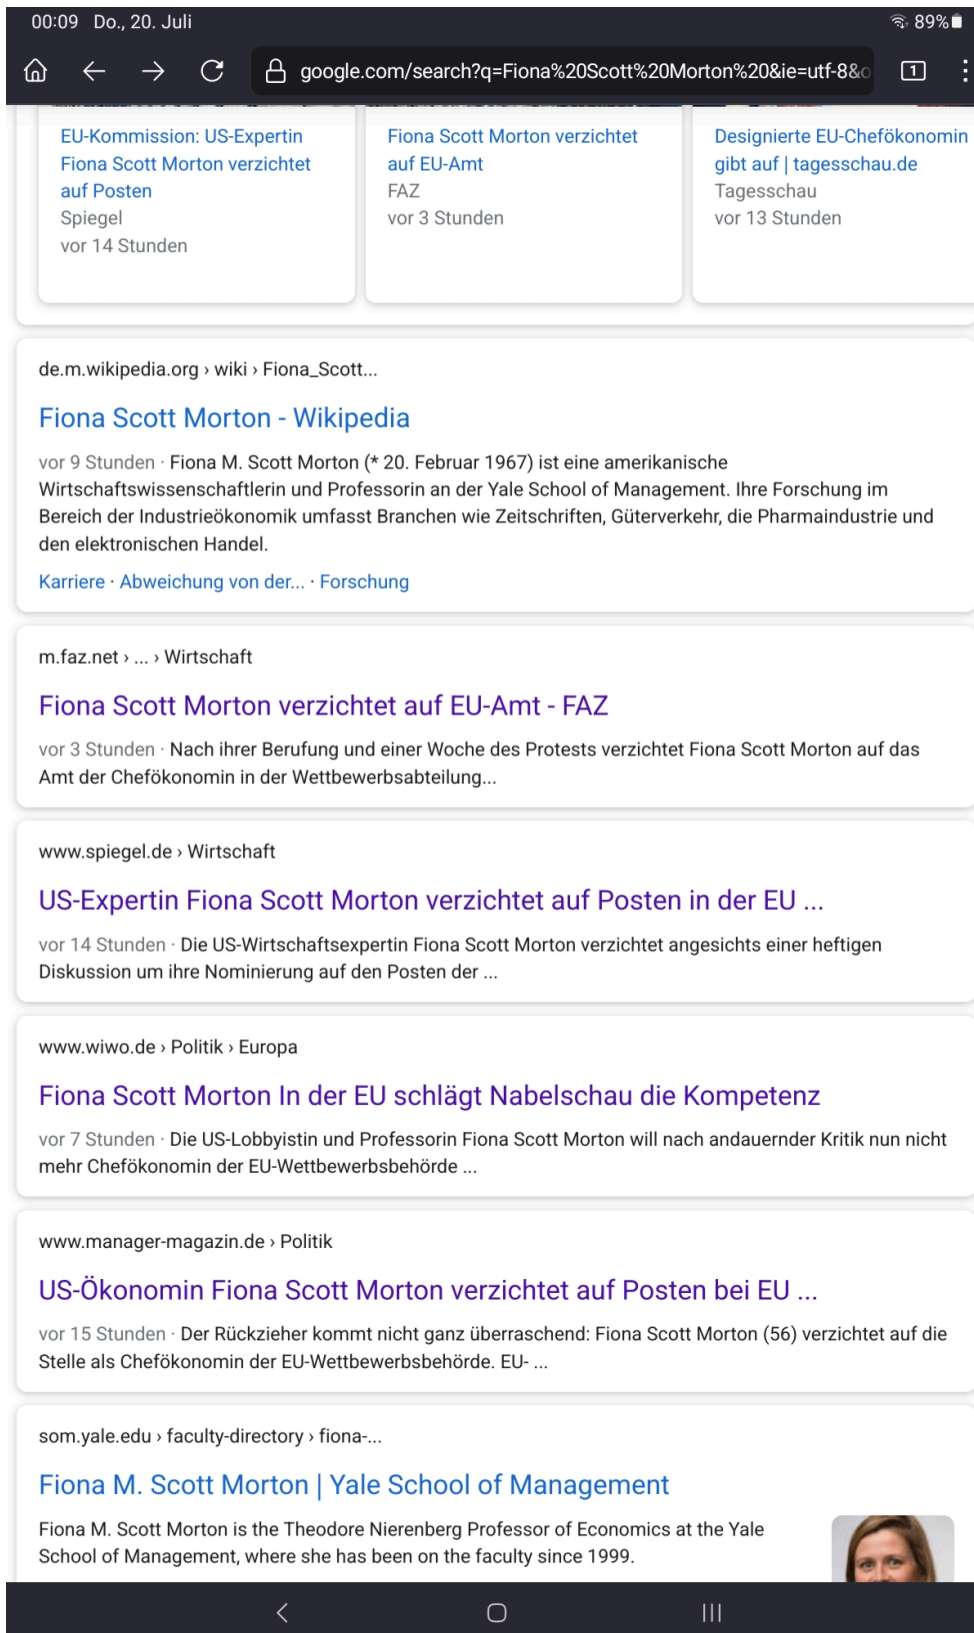 00:09 Do., 20. Juli 89%
google.com/search?q=Fiona%20Scott%20Morton%20&ie=utf-8&o 1
EU-Kommission: US-Expertin
Fiona Scott Morton verzichtet
auf Posten
Spiegel
vor 14 Stunden
Fiona Scott Morton verzichtet
auf EU-Amt
FAZ
vor 3 Stunden
Designierte EU-Chefökonomin
gibt auf | tagesschau.de
Tagesschau
vor 13 Stunden
de.m.wikipedia.org › wiki › Fiona_Scott...
Fiona Scott Morton - Wikipedia
vor 9 Stunden · Fiona M. Scott Morton (* 20. Februar 1967) ist eine amerikanische
Wirtschaftswissenschaftlerin und Professorin an der Yale School of Management. Ihre Forschung im
Bereich der Industrieökonomik umfasst Branchen wie Zeitschriften, Güterverkehr, die Pharmaindustrie und
den elektronischen Handel.
Karriere · Abweichung von der... · Forschung
m.faz.net › ... › Wirtschaft
Fiona Scott Morton verzichtet auf EU-Amt - FAZ
vor 3 Stunden · Nach ihrer Berufung und einer Woche des Protests verzichtet Fiona Scott Morton auf das
Amt der Chefökonomin in der Wettbewerbsabteilung...
www.spiegel.de › Wirtschaft
US-Expertin Fiona Scott Morton verzichtet auf Posten in der EU ...
vor 14 Stunden · Die US-Wirtschaftsexpertin Fiona Scott Morton verzichtet angesichts einer heftigen
Diskussion um ihre Nominierung auf den Posten der ...
www.wiwo.de › Politik › Europa
Fiona Scott Morton In der EU schlägt Nabelschau die Kompetenz
vor 7 Stunden · Die US-Lobbyistin und Professorin Fiona Scott Morton will nach andauernder Kritik nun nicht
mehr Chefökonomin der EU-Wettbewerbsbehörde ...
www.manager-magazin.de › Politik
US-Ökonomin Fiona Scott Morton verzichtet auf Posten bei EU ...
vor 15 Stunden · Der Rückzieher kommt nicht ganz überraschend: Fiona Scott Morton (56) verzichtet auf die
Stelle als Chefökonomin der EU-Wettbewerbsbehörde. EU- ...
som.yale.edu › faculty-directory › fiona-...
Fiona M. Scott Morton | Yale School of Management
Fiona M. Scott Morton is the Theodore Nierenberg Professor of Economics at the Yale
School of Management, where she has been on the faculty since 1999.